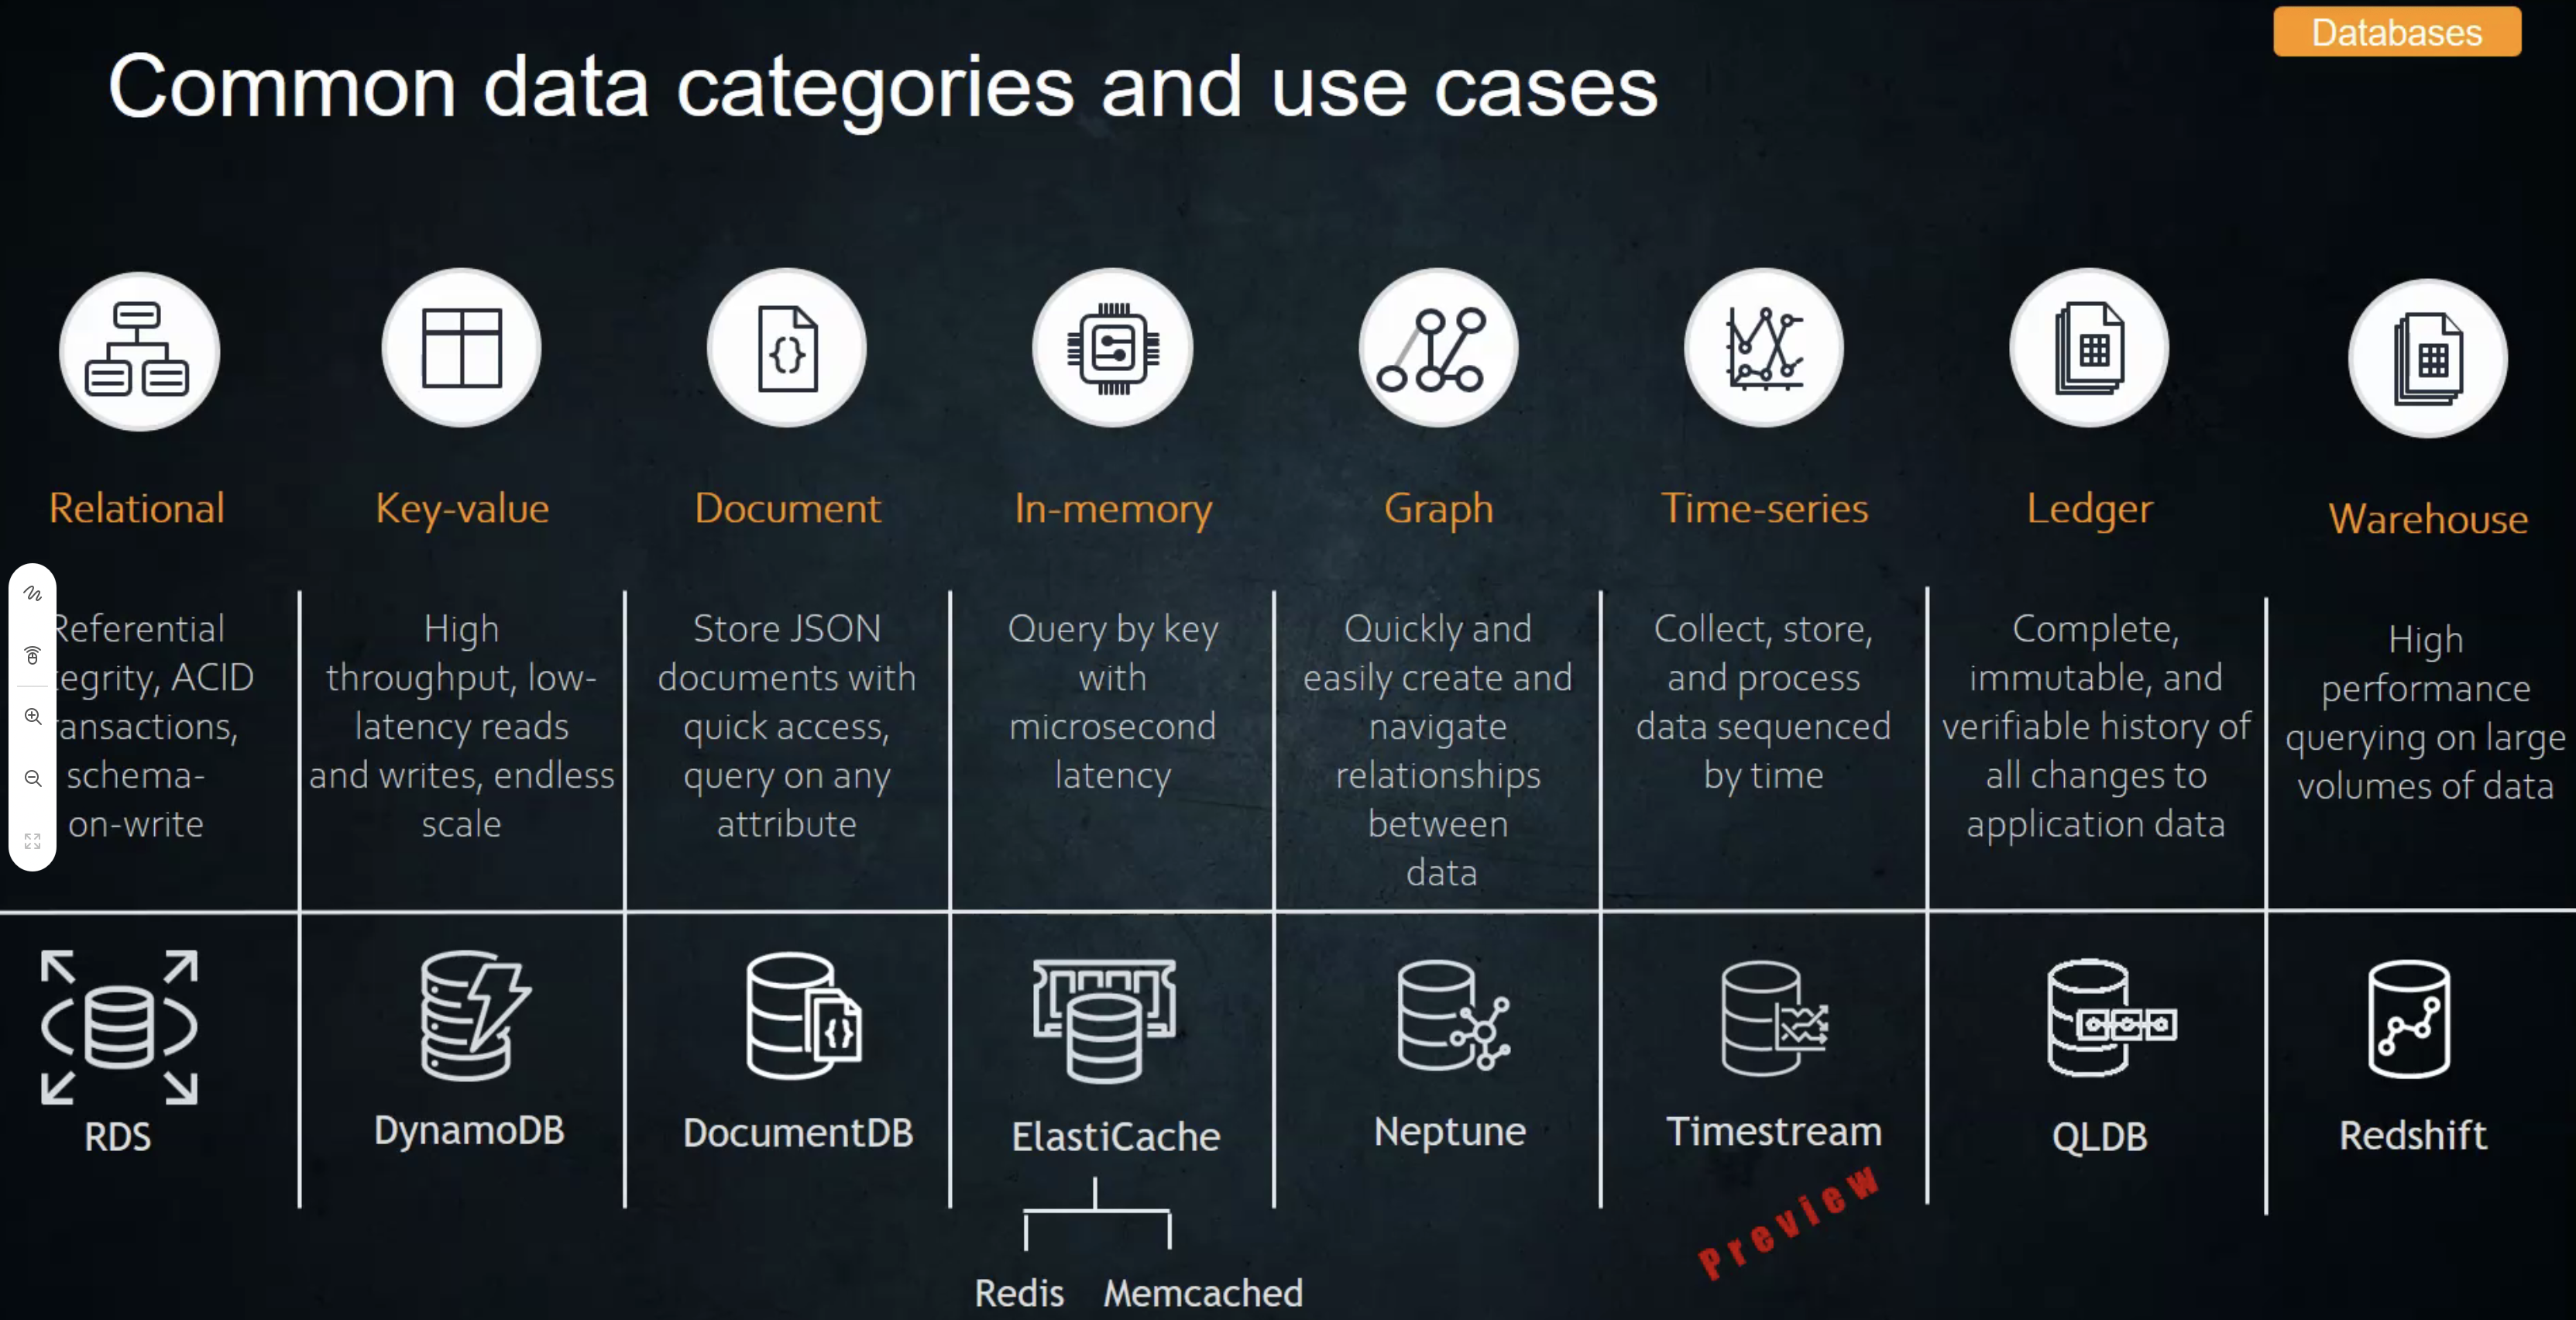 Databases
Common data categories and use cases
Relational
Key-value
Document
In-memory
Graph
Time-series
Ledger
Warehouse
Referential
tegrity, ACID
ansactions,
schema-
on-write
High
throughput, low-
latency reads
and writes, endless
scale
Store JSON
documents with
quick access,
query on any
attribute
Query by key
with
microsecond
latency
Quickly and
easily create and
navigate
relationships
between
data
Collect, store,
and process
data sequenced
by time
Complete,
immutable, and
verifiable history of
all changes to
application data
High
performance
querying on large
volumes of data
{}
RDS
DynamoDB
DocumentDB
ElastiCache
Neptune
Timestream
QLDB
Redshift
Preview
Redis
Memcached